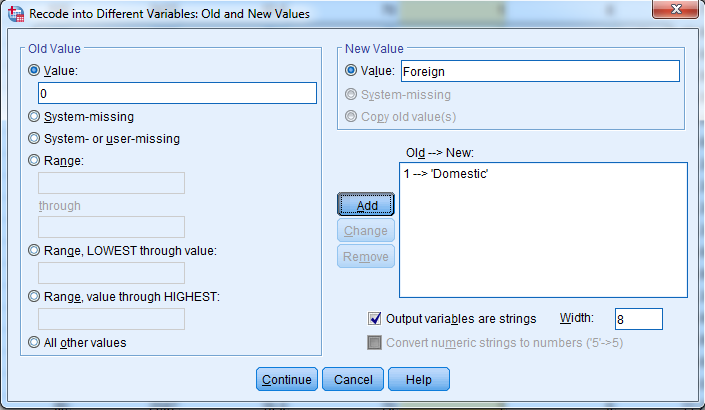 Recode into Different Variables: Old and New Values
Old Value
Value:
0
System-missing
System- or user-missing
Range:
through
Range, LOWEST through value:
Range, value through HIGHEST:
All other values
New Value
Value: Foreign
System-missing
Copy old value(s)
Old --> New:
1 --> 'Domestic'
Add
Change
Remove
Output variables are strings Width: 8
Convert numeric strings to numbers ('5'->5)
Continue Cancel Help